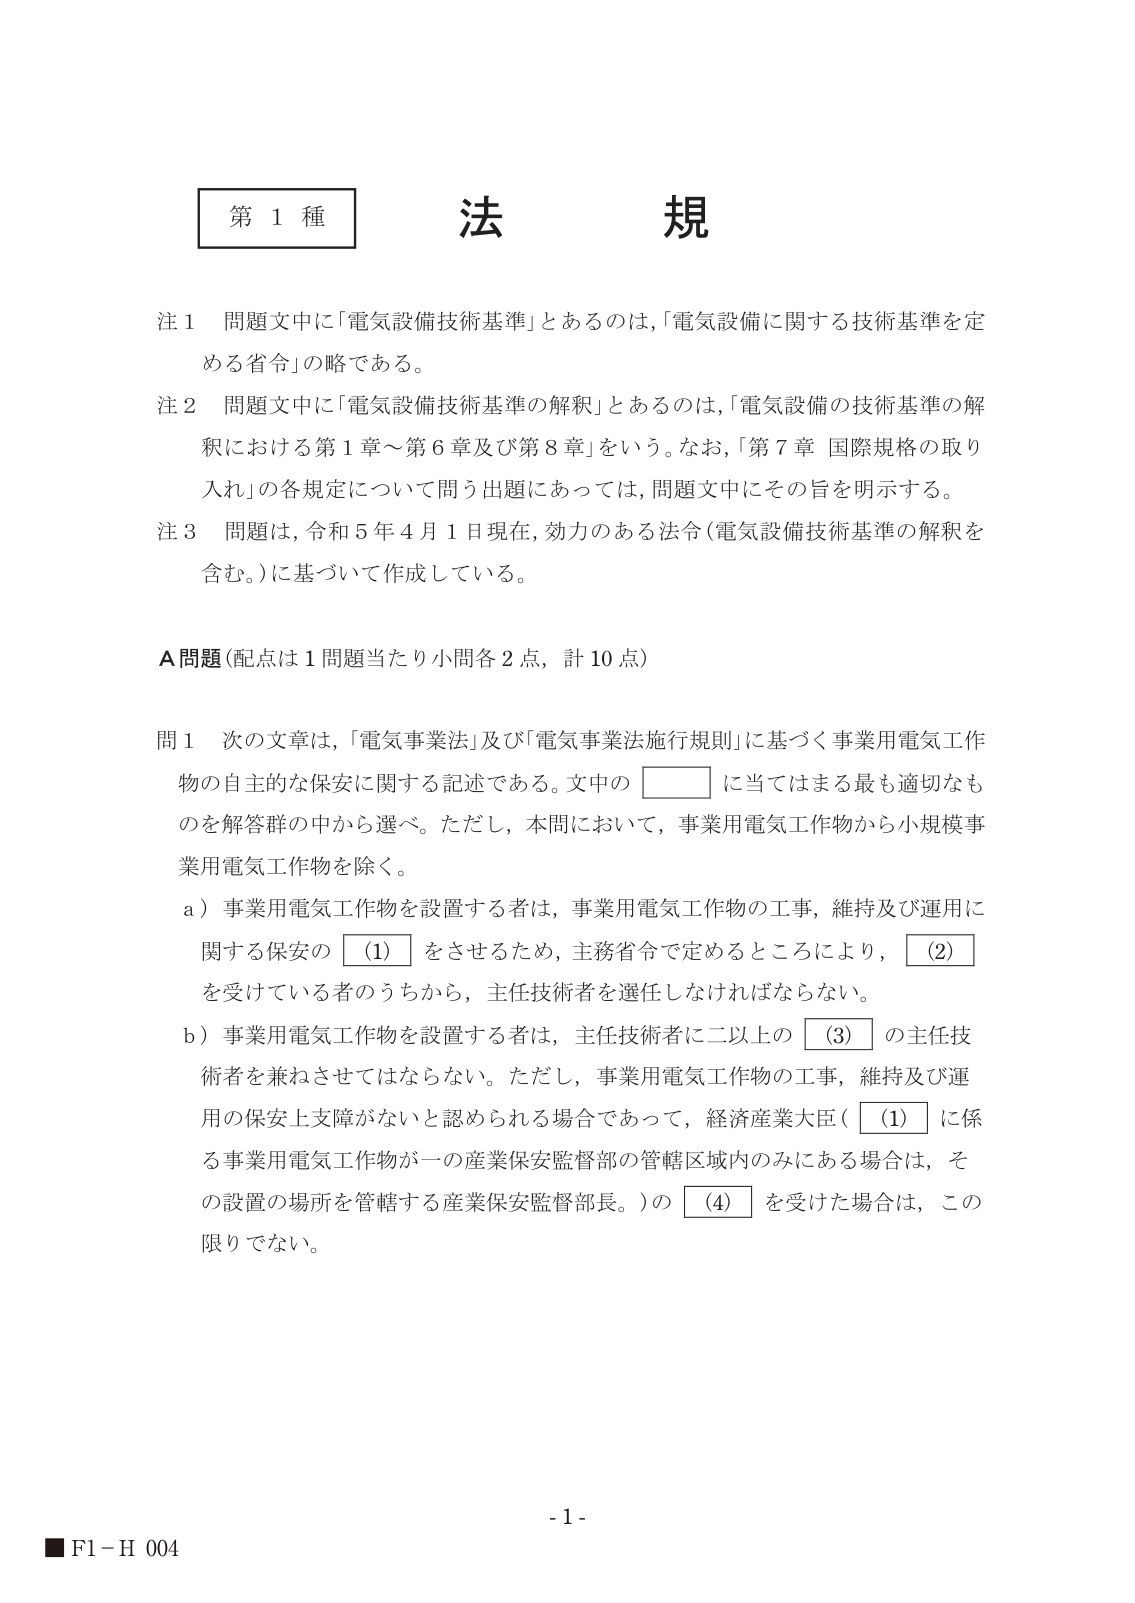 第 1 種
法 規
注1 問題文中に「電気設備技術基準」とあるのは，「電気設備に関する技術基準を定
める省令」の略である。
注2 問題文中に「電気設備技術基準の解釈」とあるのは，「電気設備の技術基準の解
釈における第1章～第6章及び第8章」をいう。なお，「第7章 国際規格の取り
入れ」の各規定について問う出題にあっては，問題文中にその旨を明示する。
注3 問題は，令和5年4月1日現在，効力のある法令(電気設備技術基準の解釈を
含む。)に基づいて作成している。
A問題(配点は1問題当たり小問各2点，計10点)
問1 次の文章は，「電気事業法」及び「電気事業法施行規則」に基づく事業用電気工作
物の自主的な保安に関する記述である。文中の に当てはまる最も適切なも
のを解答群の中から選べ。ただし，本問において，事業用電気工作物から小規模事
業用電気工作物を除く。
a) 事業用電気工作物を設置する者は，事業用電気工作物の工事，維持及び運用に
関する保安の (1) をさせるため，主務省令で定めるところにより， (2)
を受けている者のうちから，主任技術者を選任しなければならない。
b) 事業用電気工作物を設置する者は，主任技術者に二以上の (3) の主任技
術者を兼ねさせてはならない。ただし，事業用電気工作物の工事，維持及び運
用の保安上支障がないと認められる場合であって，経済産業大臣( (1) に係
る事業用電気工作物が一の産業保安監督部の管轄区域内のみにある場合は，そ
の設置の場所を管轄する産業保安監督部長。)の (4) を受けた場合は，この
限りでない。
- 1 -
■ F1－H 004